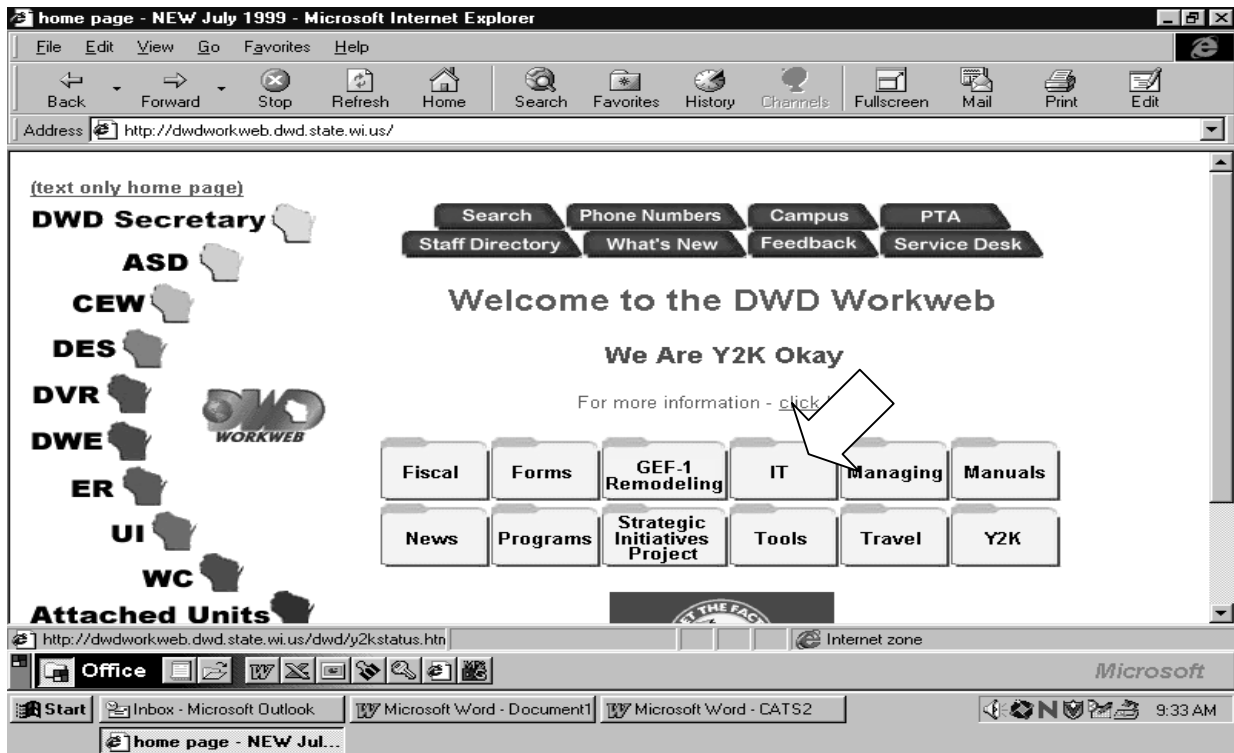 home page - NEW July 1999 - Microsoft Internet Explorer
File Edit View Go Favorites Help
Back Forward Stop Refresh Home Search Favorites History Channels Fullscreen Mail Print Edit
Address http://dwdworkweb.dwd.state.wi.us/
(text only home page)
DWD Secretary
ASD
CEW
DES
DVR
DWE
ER
UI
WC
Attached Units
DWD
WORKWEB
Search Phone Numbers Campus PTA
Staff Directory What's New Feedback Service Desk
Welcome to the DWD Workweb
We Are Y2K Okay
For more information - click
Fiscal Forms GEF-1 Remodeling IT Managing Manuals
News Programs Strategic Initiatives Project Tools Travel Y2K
GET THE FAC
http://dwdworkweb.dwd.state.wi.us/dwd/y2kstatus.htn
Internet zone
Office
Microsoft
Start Inbox - Microsoft Outlook Microsoft Word - Document1 Microsoft Word - CATS2 9:33 AM
home page - NEW Jul...